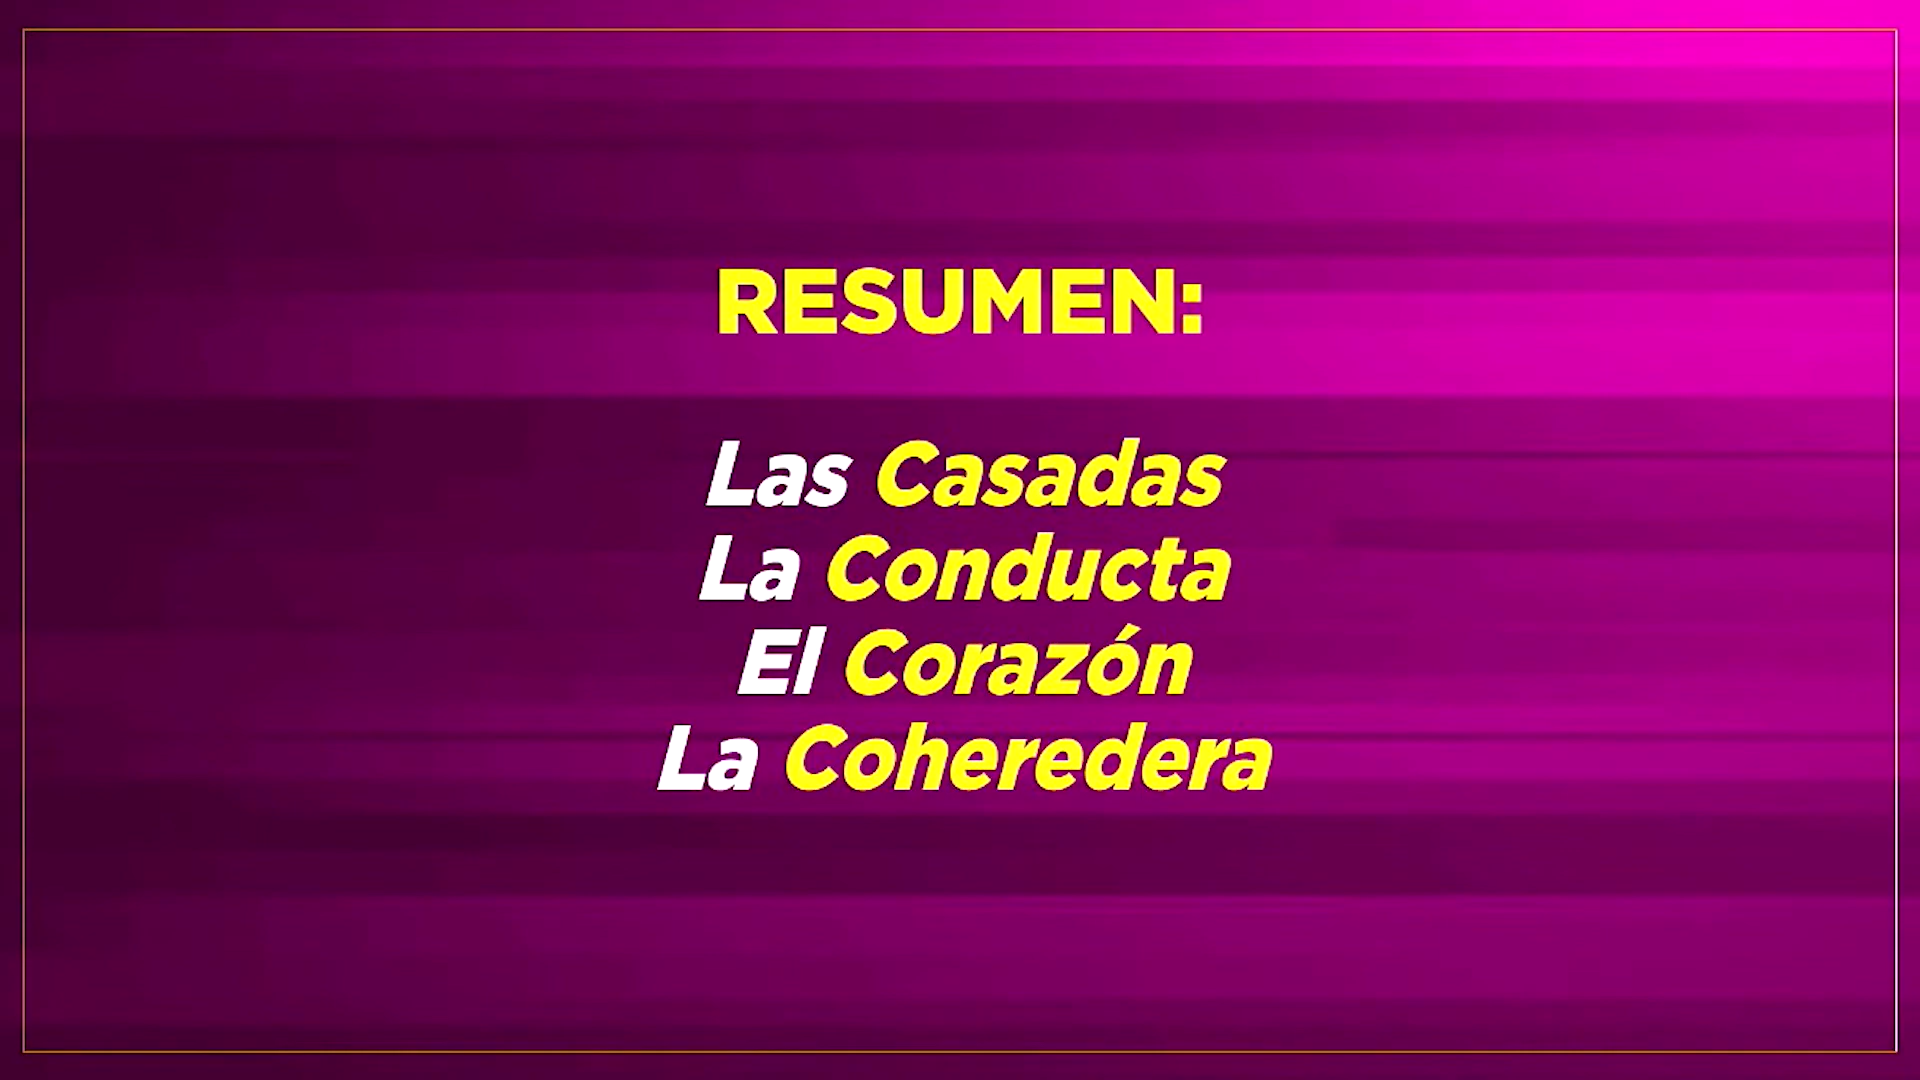 RESUMEN:
Las Casadas
La Conducta
El Corazón
La Coheredera